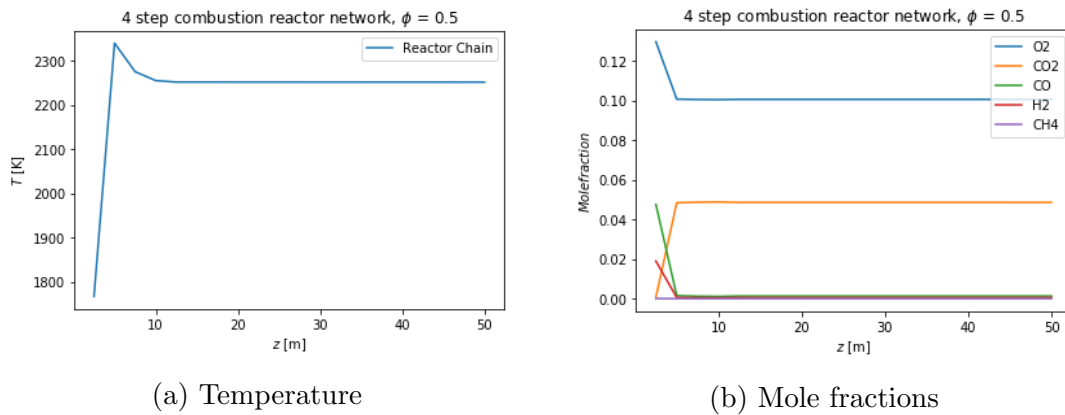 4 step combustion reactor network, ϕ = 0.5
Reactor Chain
2300
2200
2100
2000
1900
1800
T [K]
10
20
30
40
50
z [m]
(a) Temperature
4 step combustion reactor network, ϕ = 0.5
O2
CO2
CO
H2
CH4
0.12
0.10
0.08
0.06
0.04
0.02
0.00
Molefraction
0
10
20
30
40
50
z [m]
(b) Mole fractions